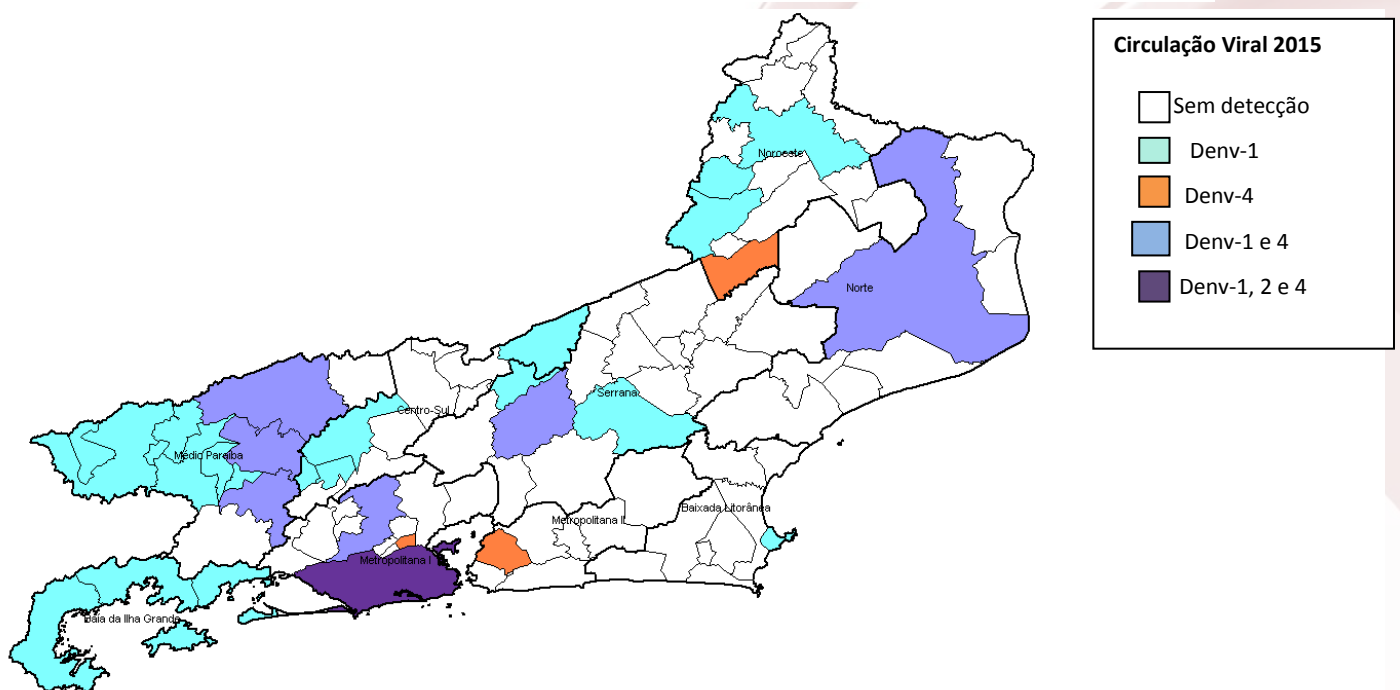 Circulação Viral 2015
Sem detecção
Denv-1
Denv-4
Denv-1 e 4
Denv-1, 2 e 4
Noroeste
Norte
Serrana
Centro-Sul
Médio Paraíba
Baixada Litorânea
Metropolitana II
Metropolitana I
Baia da Ilha Grande